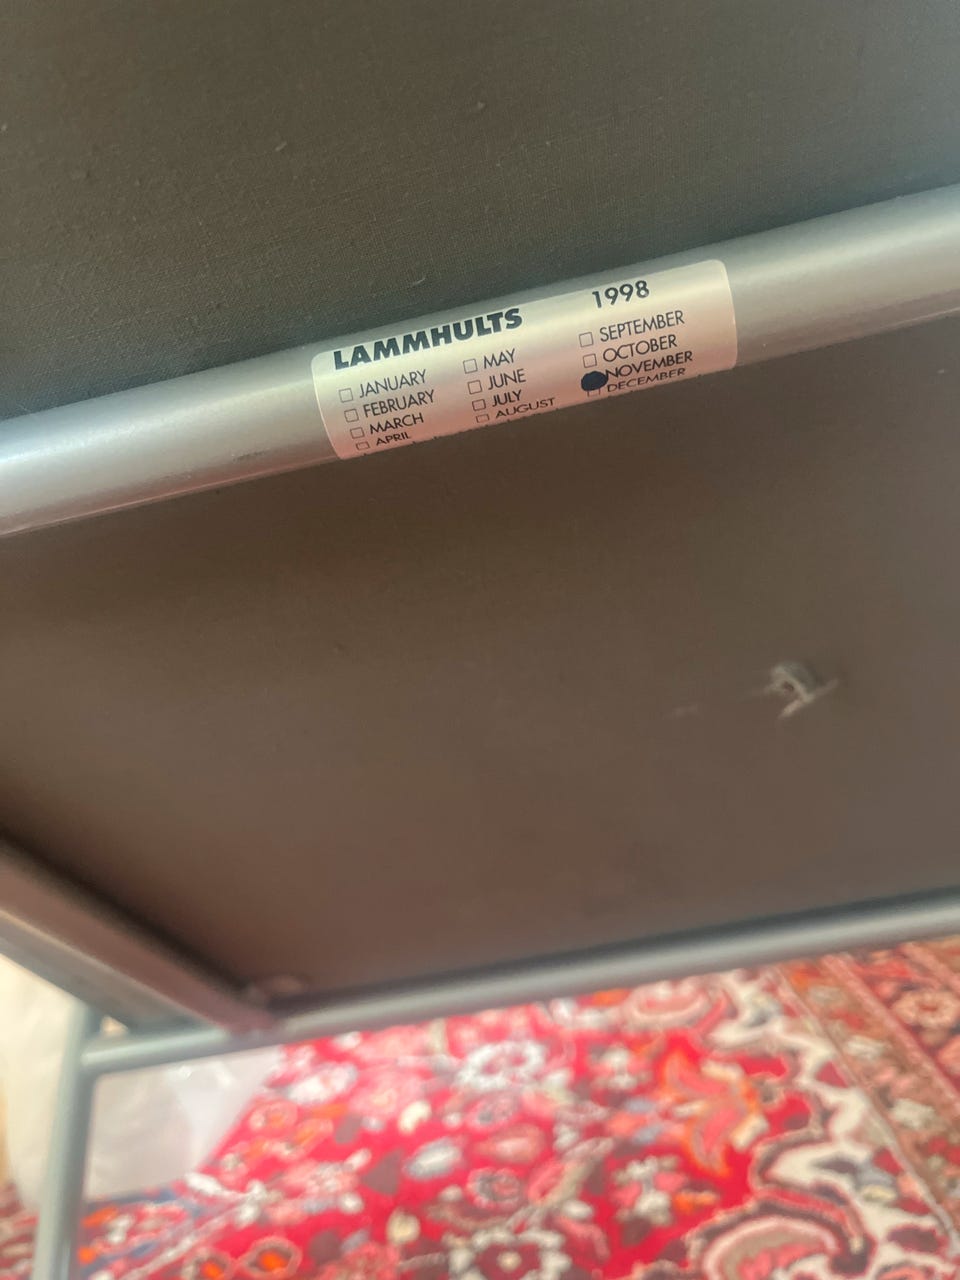 LAMMHULTS 1998
☐ JANUARY ☐ MAY ☐ SEPTEMBER
☐ FEBRUARY ☐ JUNE ☐ OCTOBER
☐ MARCH ☐ JULY ● NOVEMBER
☐ APRIL ☐ AUGUST ☐ DECEMBER